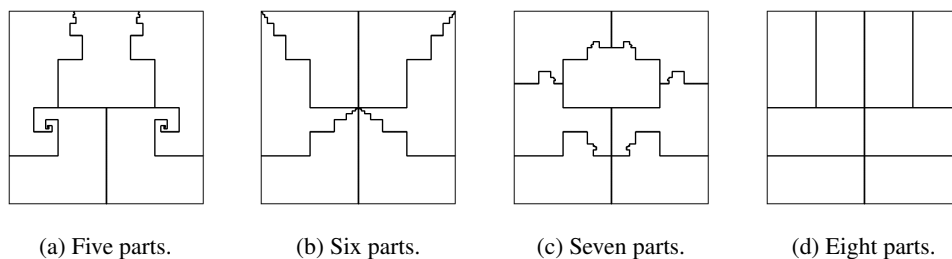 (a) Five parts.
(b) Six parts.
(c) Seven parts.
(d) Eight parts.